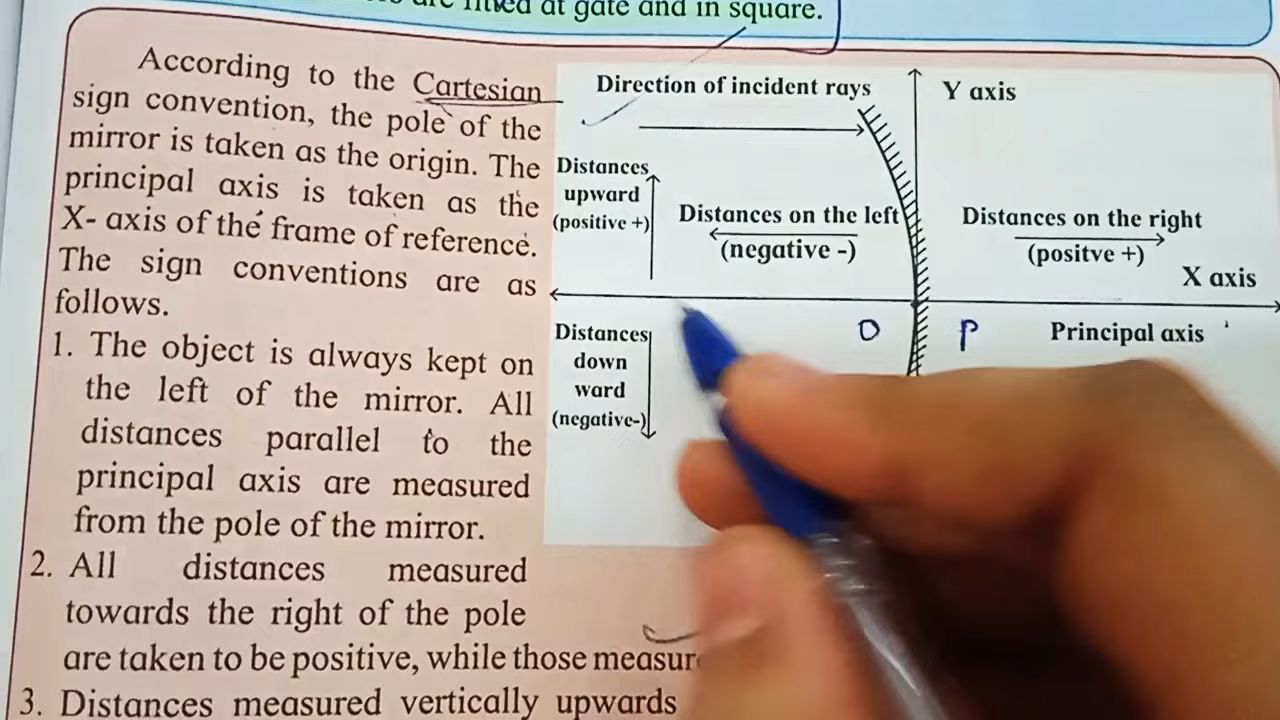 are fitted at gate and in square.
According to the Cartesian
sign convention, the pole of the
mirror is taken as the origin. The
principal axis is taken as the
X- axis of the frame of reference.
The sign conventions are as
follows.
1. The object is always kept on
the left of the mirror. All
distances parallel to the
principal axis are measured
from the pole of the mirror.
2. All distances measured
towards the right of the pole
are taken to be positive, while those
3. Distances measured vertically upwards
Direction of incident rays
Y axis
Distances
upward
(positive +)
Distances on the left
(negative -)
Distances on the right
(positve +)
X axis
Distances
down
ward
(negative-)
O
P
Principal axis